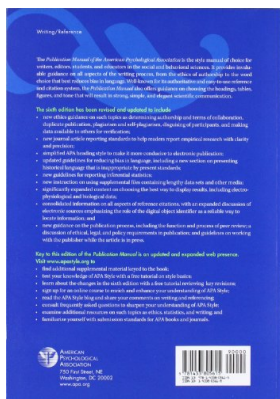 Writing/Reference
The Publication Manual of the American Psychological Association is the style manual of choice for
writers, editors, students, and educators in the social and behavioral sciences. It provides invalu-
able guidance on all aspects of the writing process, from the ethics of authorship to the word
choice that best reduces bias in language. Well-known for its authoritative and easy-to-use reference
and citation system, the Publication Manual also offers guidance on choosing the headings, tables,
figures, and tone that will result in strong, simple, and elegant scientific communication.
The sixth edition has been revised and updated to include
• new ethics guidance on such topics as determining authorship and terms of collaboration,
duplicate publication, plagiarism and self-plagiarism, disguising of participants, and making
data available to others for verification;
• new journal article reporting standards to help readers report empirical research with clarity
and precision;
• simplified APA heading style to make it more conducive to electronic publication;
• updated guidelines for reducing bias in language, including a new section on presenting
historical language that is inappropriate by present standards;
• new guidelines for reporting inferential statistics;
• new instruction on using supplemental files containing lengthy data sets and other media;
• significantly expanded content on choosing the best way to display results, including electro-
physiological and biological data;
• consolidated information on all aspects of reference citations, with an expanded discussion of
electronic sources emphasizing the role of the digital object identifier as a reliable way to
locate information; and
• new guidance on the publication process, including the function and process of peer review; a
discussion of ethical, legal, and policy requirements in publication; and guidelines on working
with the publisher while the article is in press.
Key to this edition of the Publication Manual is an updated and expanded web presence. Visit
www.apastyle.org to
• find additional supplemental material keyed to the book;
• test your knowledge of APA Style with a free tutorial on style basics;
• learn about the changes in the sixth edition with a free tutorial reviewing key revisions;
• sign up for an online course to enrich and enhance your understanding of APA Style;
• read the APA Style blog and share your comments on writing and referencing;
• consult frequently asked questions to sharpen your understanding of APA Style;
• examine additional resources on such topics as ethics, statistics, and writing; and
• familiarize yourself with submission standards for APA books and journals.
AMERICAN
PSYCHOLOGICAL
ASSOCIATION
750 First Street, NE
Washington, DC 20002
www.apa.org
90000